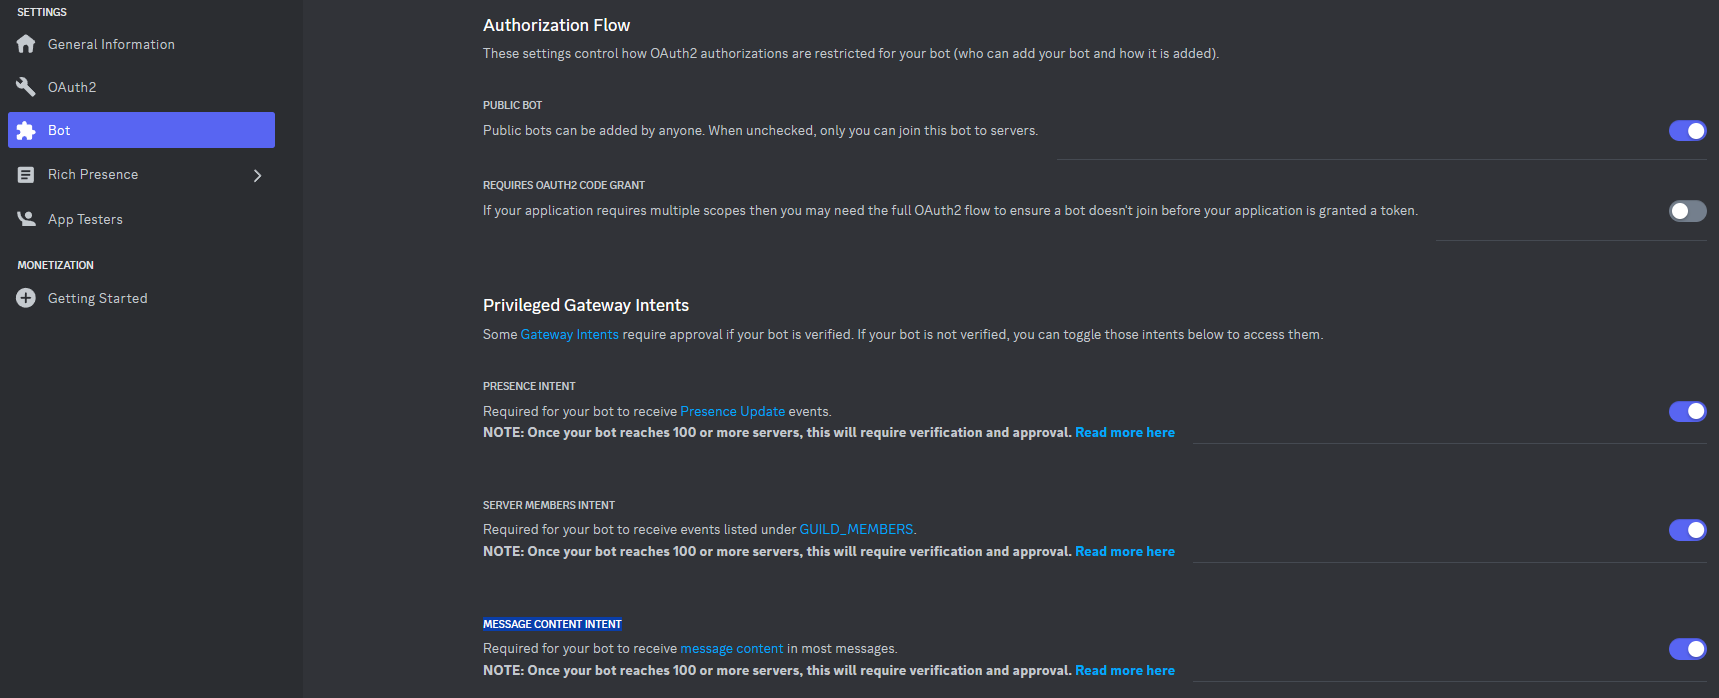 SETTINGS
General Information
OAuth2
Bot
Rich Presence
App Testers
MONETIZATION
Getting Started
Authorization Flow
These settings control how OAuth2 authorizations are restricted for your bot (who can add your bot and how it is added).
PUBLIC BOT
Public bots can be added by anyone. When unchecked, only you can join this bot to servers.
REQUIRES OAUTH2 CODE GRANT
If your application requires multiple scopes then you may need the full OAuth2 flow to ensure a bot doesn't join before your application is granted a token.
Privileged Gateway Intents
Some Gateway Intents require approval if your bot is verified. If your bot is not verified, you can toggle those intents below to access them.
PRESENCE INTENT
Required for your bot to receive Presence Update events.
NOTE: Once your bot reaches 100 or more servers, this will require verification and approval. Read more here
SERVER MEMBERS INTENT
Required for your bot to receive events listed under GUILD_MEMBERS.
NOTE: Once your bot reaches 100 or more servers, this will require verification and approval. Read more here
MESSAGE CONTENT INTENT
Required for your bot to receive message content in most messages.
NOTE: Once your bot reaches 100 or more servers, this will require verification and approval. Read more here